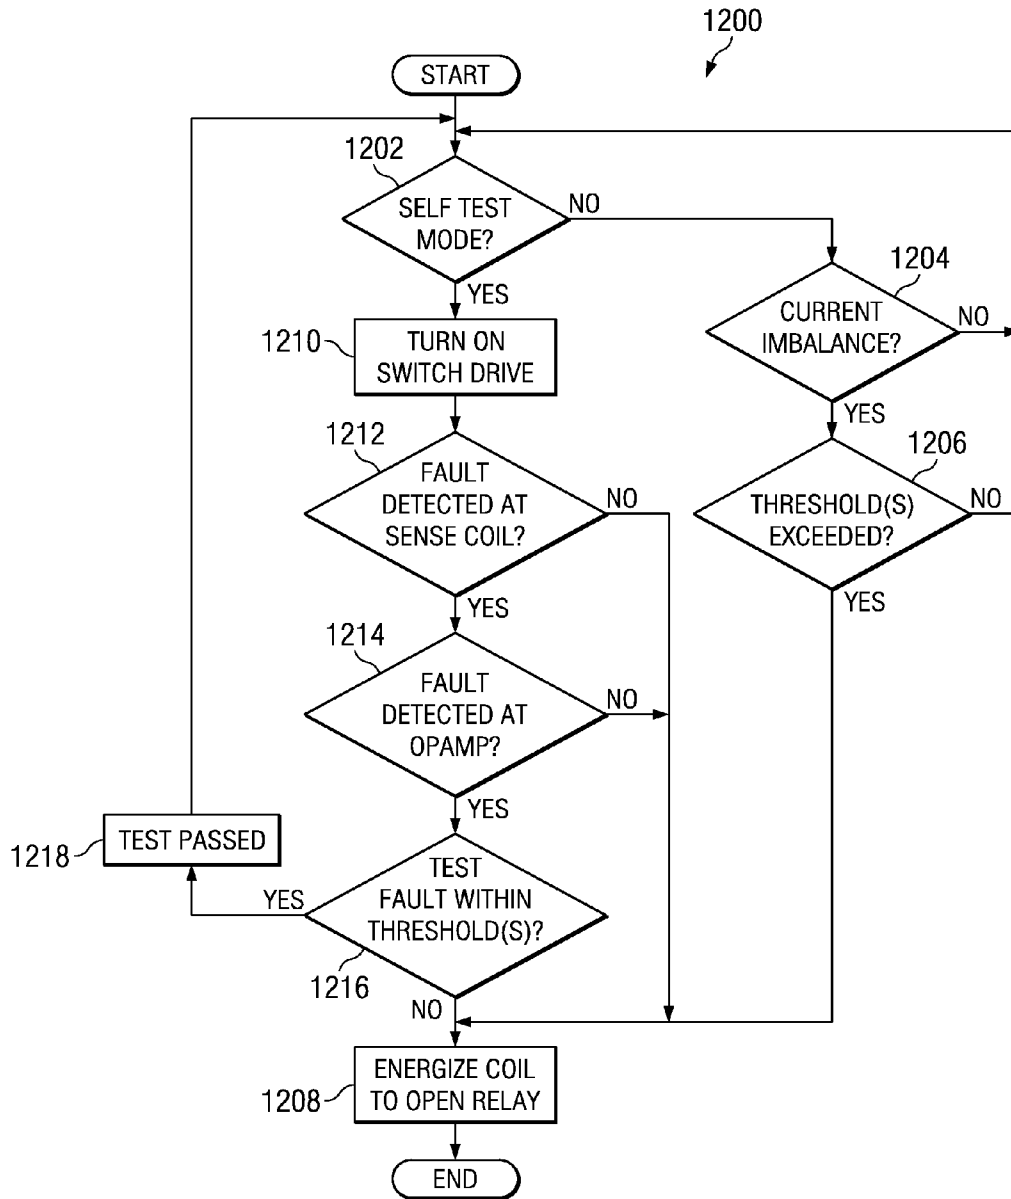 1200
START
1202
SELF TEST
MODE?
NO
YES
1204
CURRENT
IMBALANCE?
NO
YES
1210
TURN ON
SWITCH DRIVE
1206
THRESHOLD(S)
EXCEEDED?
NO
YES
1212
FAULT
DETECTED AT
SENSE COIL?
NO
YES
1214
FAULT
DETECTED AT
OPAMP?
NO
YES
1218
TEST PASSED
YES
TEST
FAULT WITHIN
THRESHOLD(S)?
1216
NO
1208
ENERGIZE COIL
TO OPEN RELAY
END